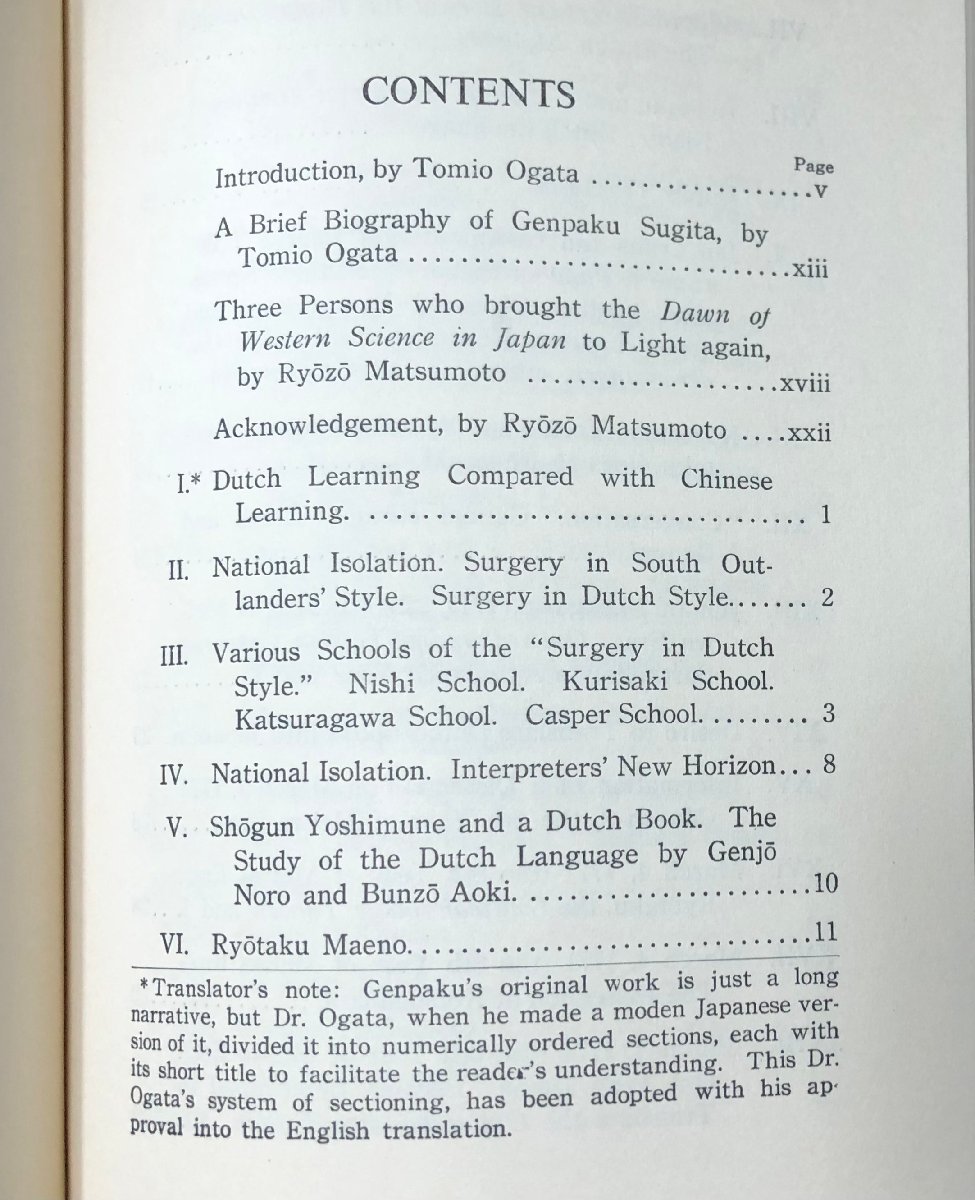 CONTENTS
Page
Introduction, by Tomio Ogata ....................v
A Brief Biography of Genpaku Sugita, by
Tomio Ogata ..............................xiii
Three Persons who brought the Dawn of
Western Science in Japan to Light again,
by Ryōzō Matsumoto ....................xviii
Acknowledgement, by Ryōzō Matsumoto ....xxii
I.* Dutch Learning Compared with Chinese
Learning. ................................. 1
II. National Isolation. Surgery in South Out-
landers' Style. Surgery in Dutch Style....... 2
III. Various Schools of the "Surgery in Dutch
Style." Nishi School. Kurisaki School.
Katsuragawa School. Casper School. ......... 3
IV. National Isolation. Interpreters' New Horizon... 8
V. Shōgun Yoshimune and a Dutch Book. The
Study of the Dutch Language by Genjō
Noro and Bunzō Aoki. ......................10
VI. Ryōtaku Maeno...............................11
*Translator's note: Genpaku's original work is just a long
narrative, but Dr. Ogata, when he made a moden Japanese ver-
sion of it, divided it into numerically ordered sections, each with
its short title to facilitate the reader's understanding. This Dr.
Ogata's system of sectioning, has been adopted with his ap-
proval into the English translation.